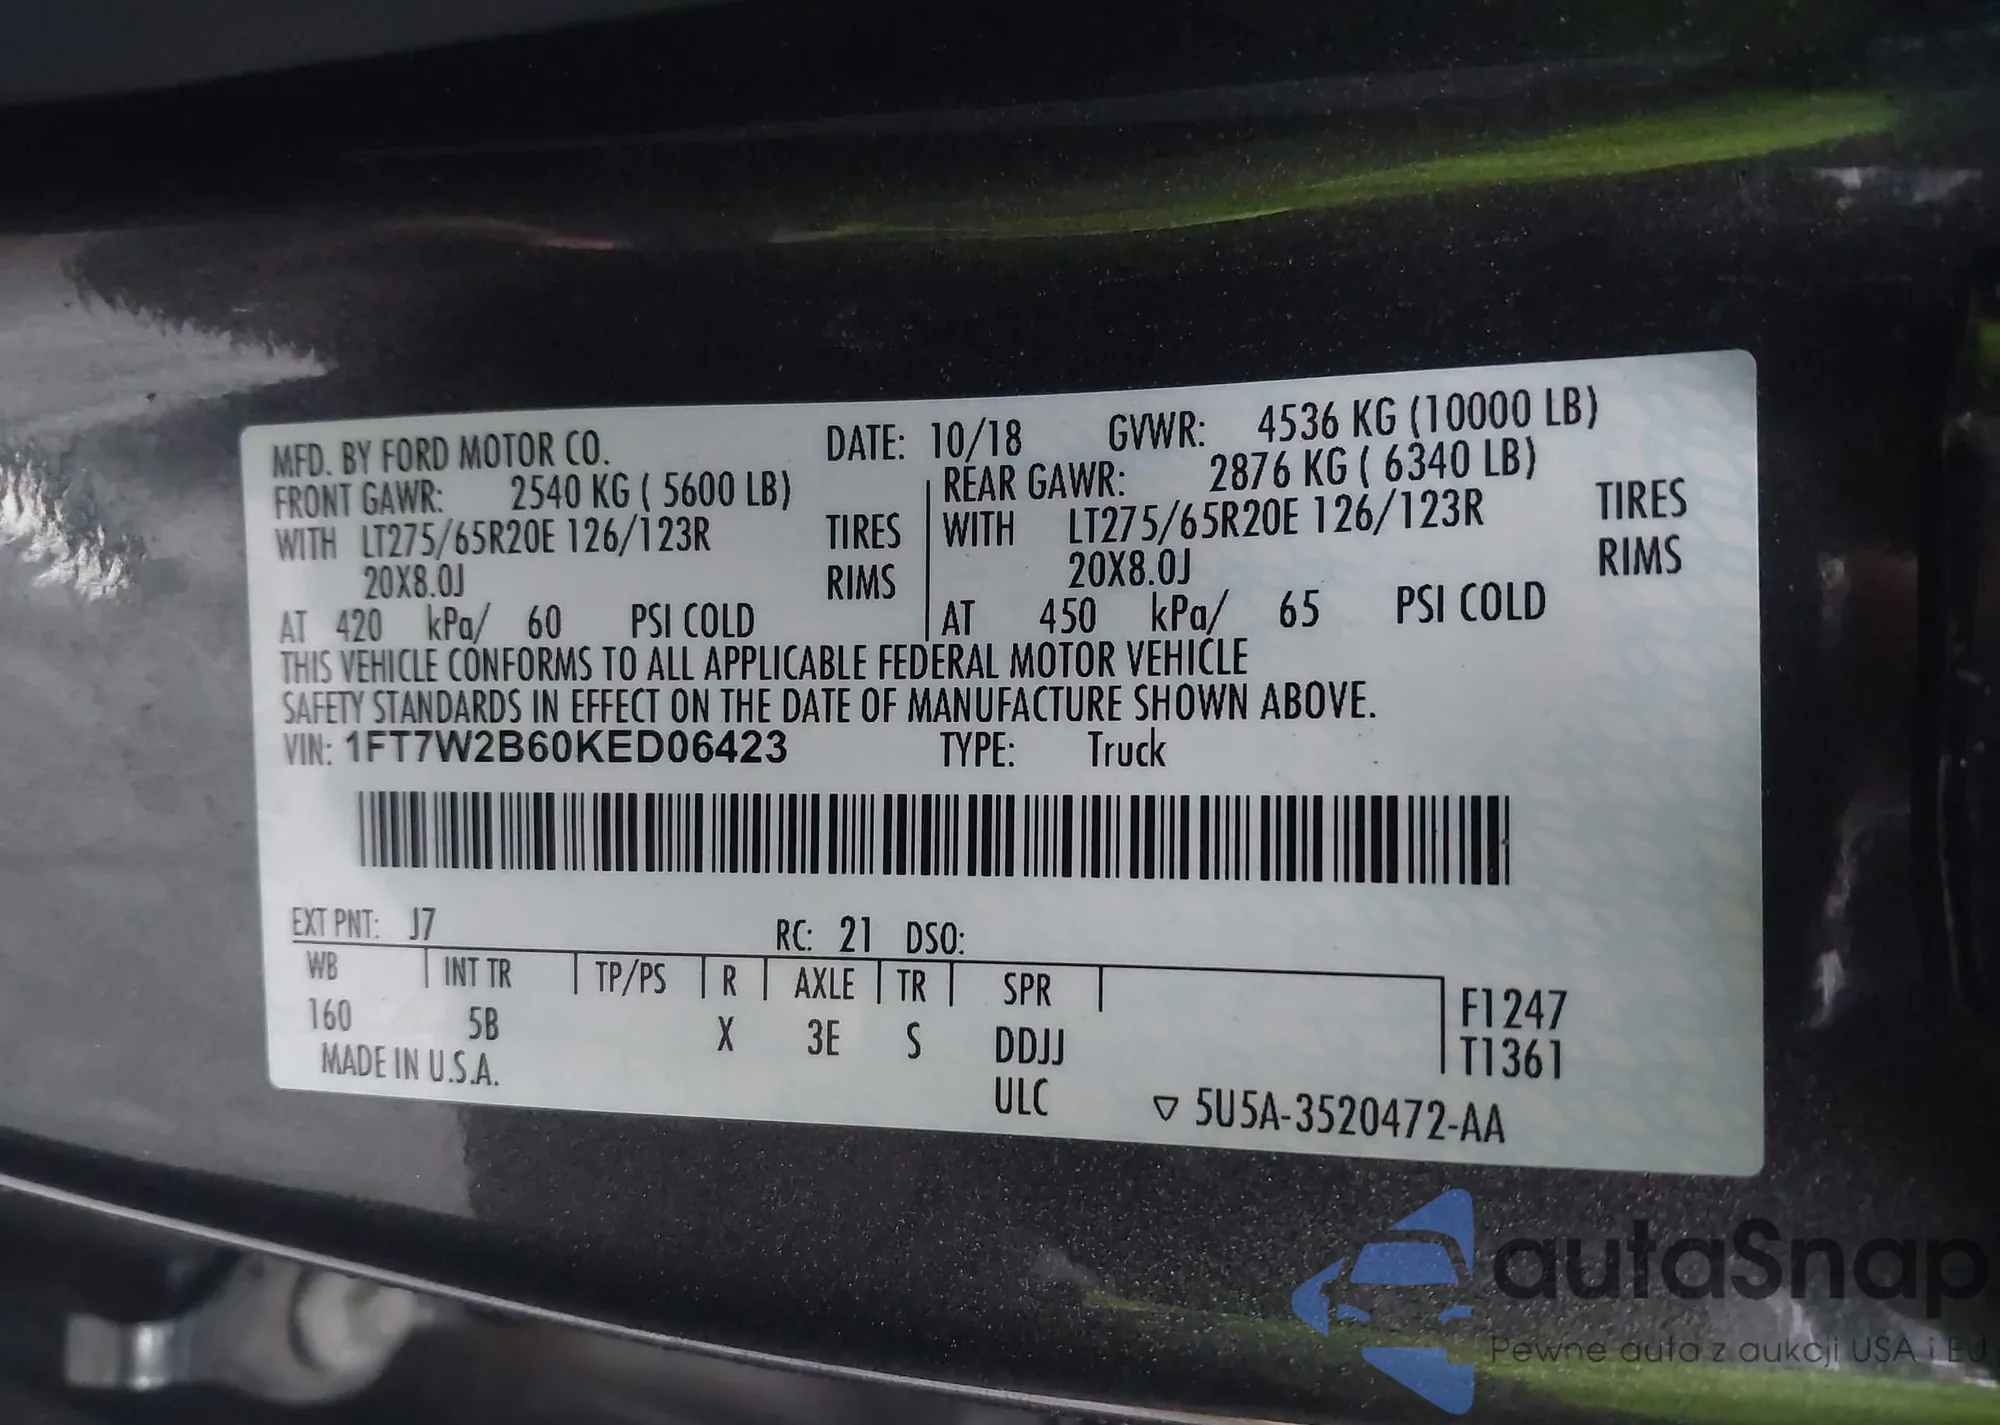 MFD. BY FORD MOTOR CO. DATE: 10/18 GVWR: 4536 KG (10000 LB)
FRONT GAWR: 2540 KG ( 5600 LB) REAR GAWR: 2876 KG ( 6340 LB)
WITH LT275/65R20E 126/123R TIRES WITH LT275/65R20E 126/123R TIRES
20X8.0J RIMS 20X8.0J RIMS
AT 420 kPa/ 60 PSI COLD AT 450 kPa/ 65 PSI COLD
THIS VEHICLE CONFORMS TO ALL APPLICABLE FEDERAL MOTOR VEHICLE
SAFETY STANDARDS IN EFFECT ON THE DATE OF MANUFACTURE SHOWN ABOVE.
VIN: 1FT7W2B60KED06423 TYPE: Truck
EXT PNT: J7 RC: 21 DSO:
WB INT TR TP/PS R AXLE TR SPR
160 5B X 3E S DDJJ
F1247
T1361
MADE IN U.S.A. ULC ▽ 5U5A-3520472-AA
autaSnap
Pewne auta z aukcji USA i EU